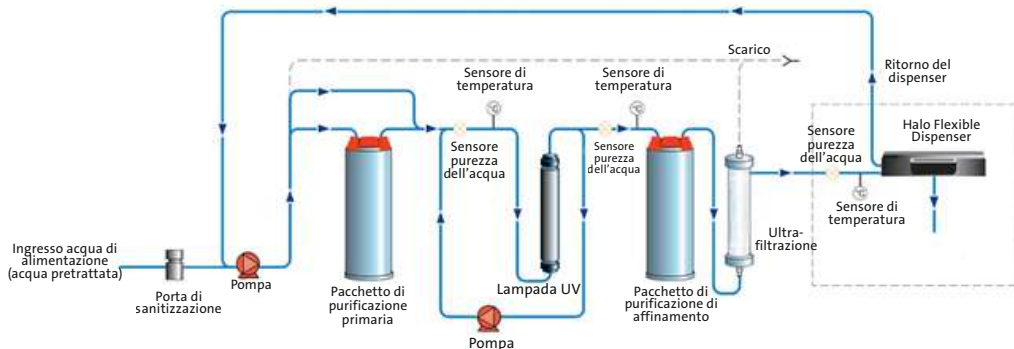 Scarico
Ritorno del
dispenser
Sensore di
temperatura
Sensore di
temperatura
Halo Flexible
Dispenser
Sensore
purezza
dell'acqua
°C
°C
Sensore
purezza
dell'acqua
Sensore
purezza
dell'acqua
°C
Sensore di
temperatura
Ingresso acqua di
alimentazione
(acqua pretrattata)
Ultra-
filtrazione
Pompa
Porta di
sanitizzazione
Pacchetto di
purificazione
primaria
Lampada UV
Pacchetto di
purificazione di
affinamento
Pompa